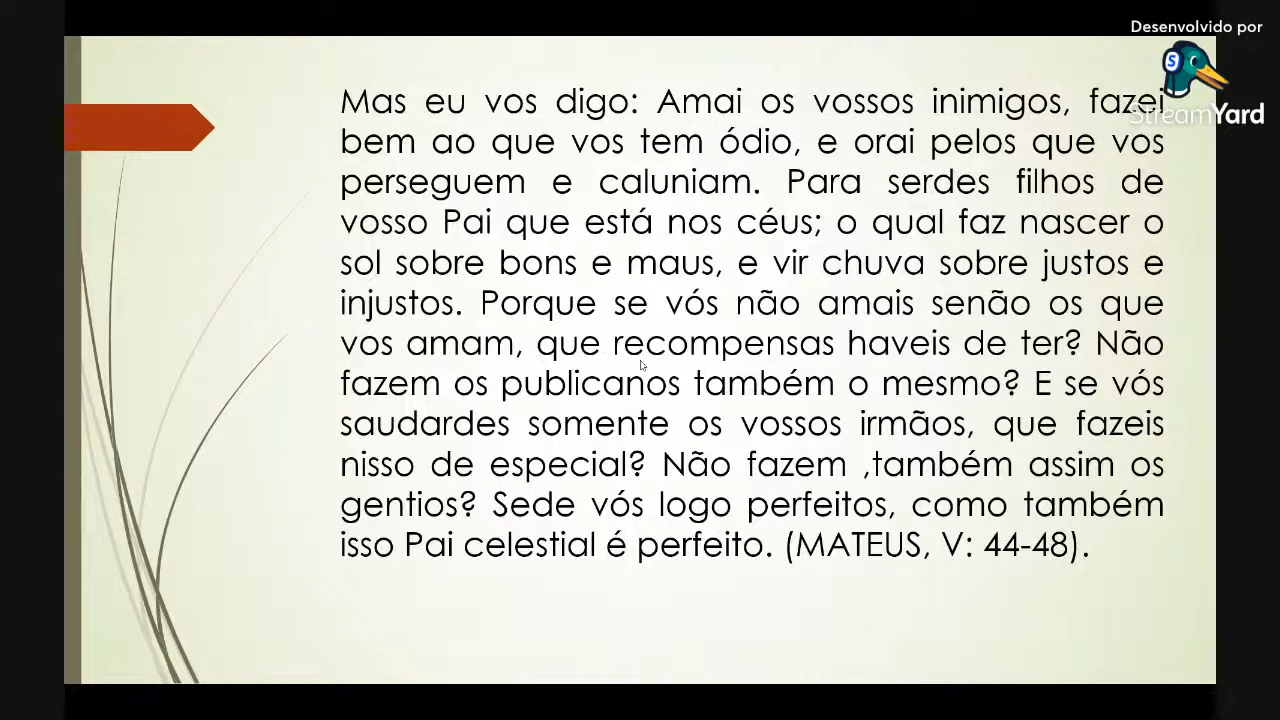 Desenvolvido por
StreamYard
Mas eu vos digo: Amai os vossos inimigos, fazei
bem ao que vos tem ódio, e orai pelos que vos
perseguem e caluniam. Para serdes filhos de
vosso Pai que está nos céus; o qual faz nascer o
sol sobre bons e maus, e vir chuva sobre justos e
injustos. Porque se vós não amais senão os que
vos amam, que recompensas haveis de ter? Não
fazem os publicanos também o mesmo? E se vós
saudardes somente os vossos irmãos, que fazeis
nisso de especial? Não fazem ,também assim os
gentios? Sede vós logo perfeitos, como também
isso Pai celestial é perfeito. (MATEUS, V: 44-48).